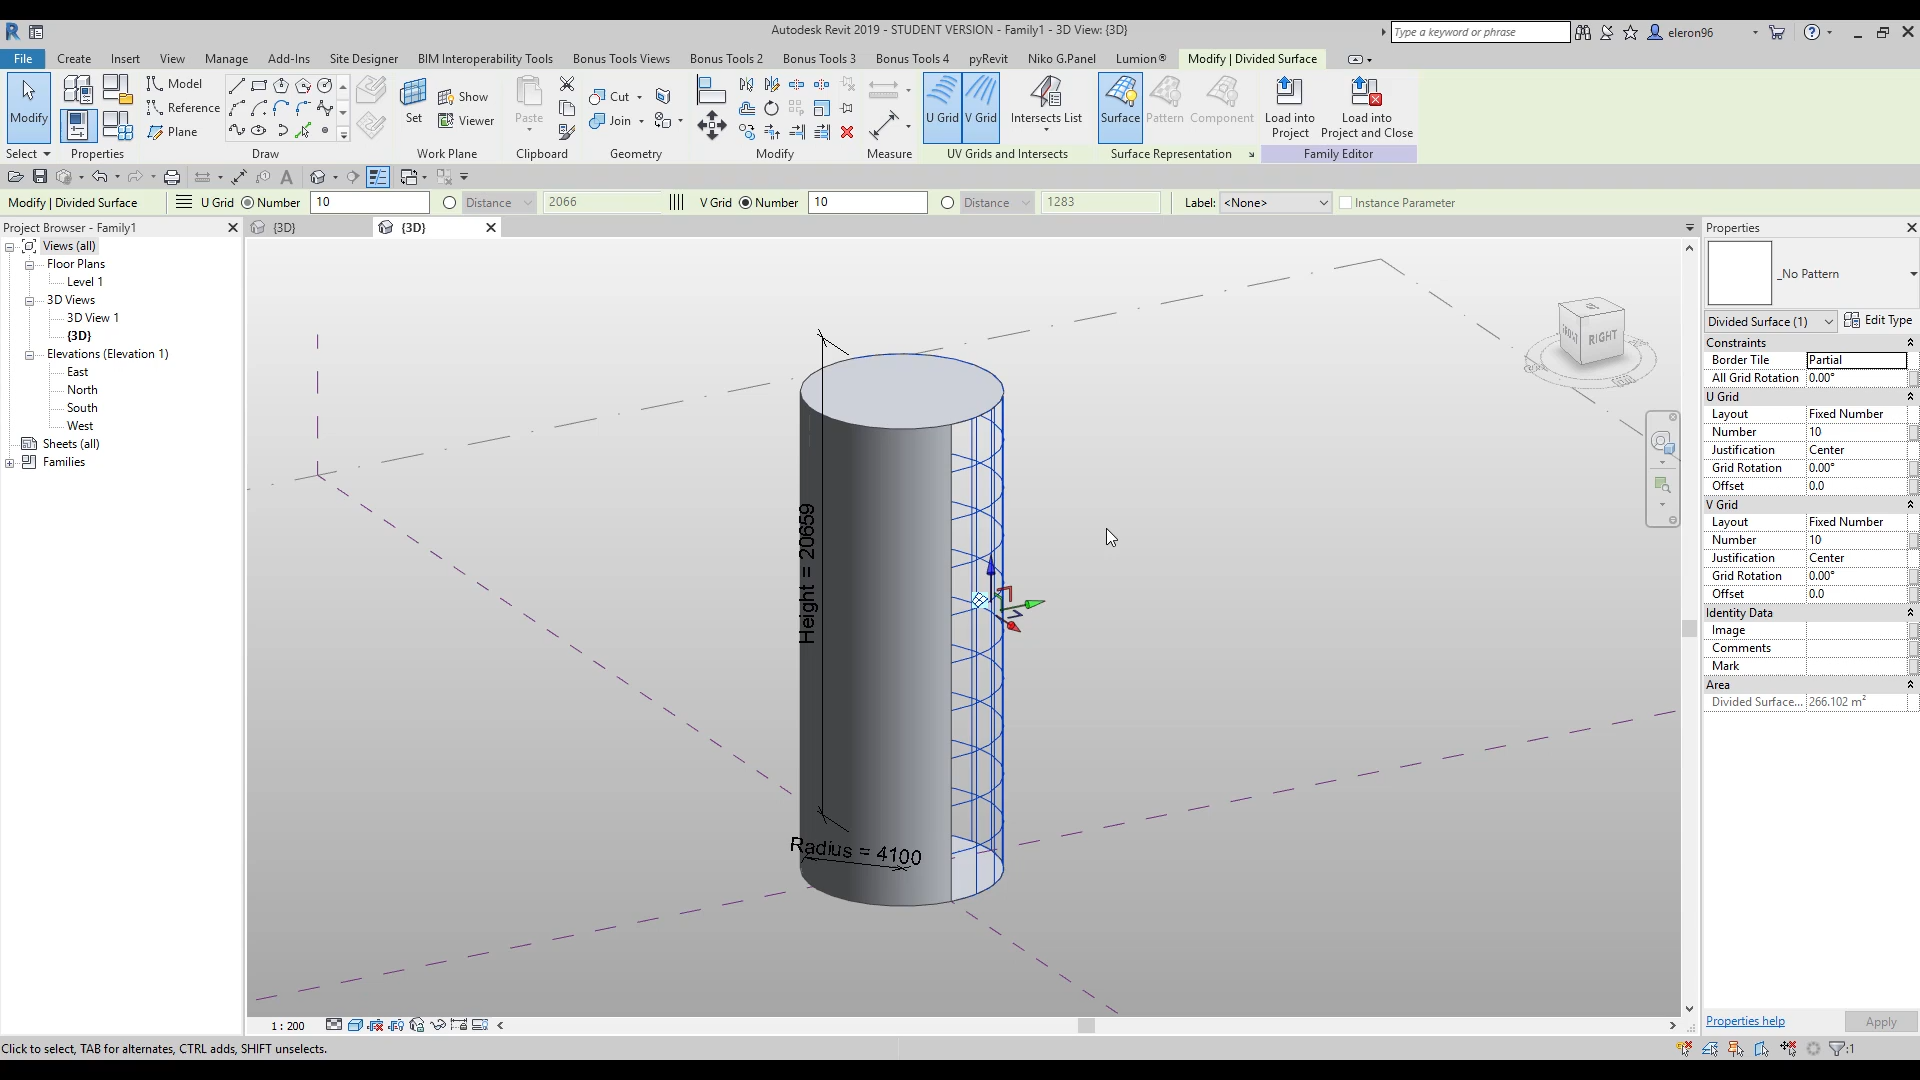 Autodesk Revit 2019 - STUDENT VERSION - Family1 - 3D View: {3D}
Type a keyword or phrase
eleron96
File Create Insert View Manage Add-Ins Site Designer BIM Interoperability Tools Bonus Tools Views Bonus Tools 2 Bonus Tools 3 Bonus Tools 4 pyRevit Niko G.Panel Lumion® Modify | Divided Surface
Modify
Model
Reference
Plane
Set
Show
Viewer
Paste
Cut
Join
U Grid
V Grid
Intersects List
Surface
Pattern
Component
Load into
Project
Load into
Project and Close
Select Properties Draw Work Plane Clipboard Geometry Modify Measure UV Grids and Intersects Surface Representation Family Editor
Modify | Divided Surface U Grid Number 10 Distance 2066 V Grid Number 10 Distance 1283 Label: <None> Instance Parameter
Project Browser - Family1
Views (all)
Floor Plans
Level 1
3D Views
3D View 1
{3D}
Elevations (Elevation 1)
East
North
South
West
Sheets (all)
Families
{3D}
{3D}
Height = 20659
Radius = 4100
RIGHT
1 : 200
Properties
_No Pattern
Divided Surface (1) Edit Type
Constraints
Border Tile Partial
All Grid Rotation 0.00°
U Grid
Layout Fixed Number
Number 10
Justification Center
Grid Rotation 0.00°
Offset 0.0
V Grid
Layout Fixed Number
Number 10
Justification Center
Grid Rotation 0.00°
Offset 0.0
Identity Data
Image
Comments
Mark
Area
Divided Surface... 266.102 m²
Properties help Apply
Click to select, TAB for alternates, CTRL adds, SHIFT unselects.
:1